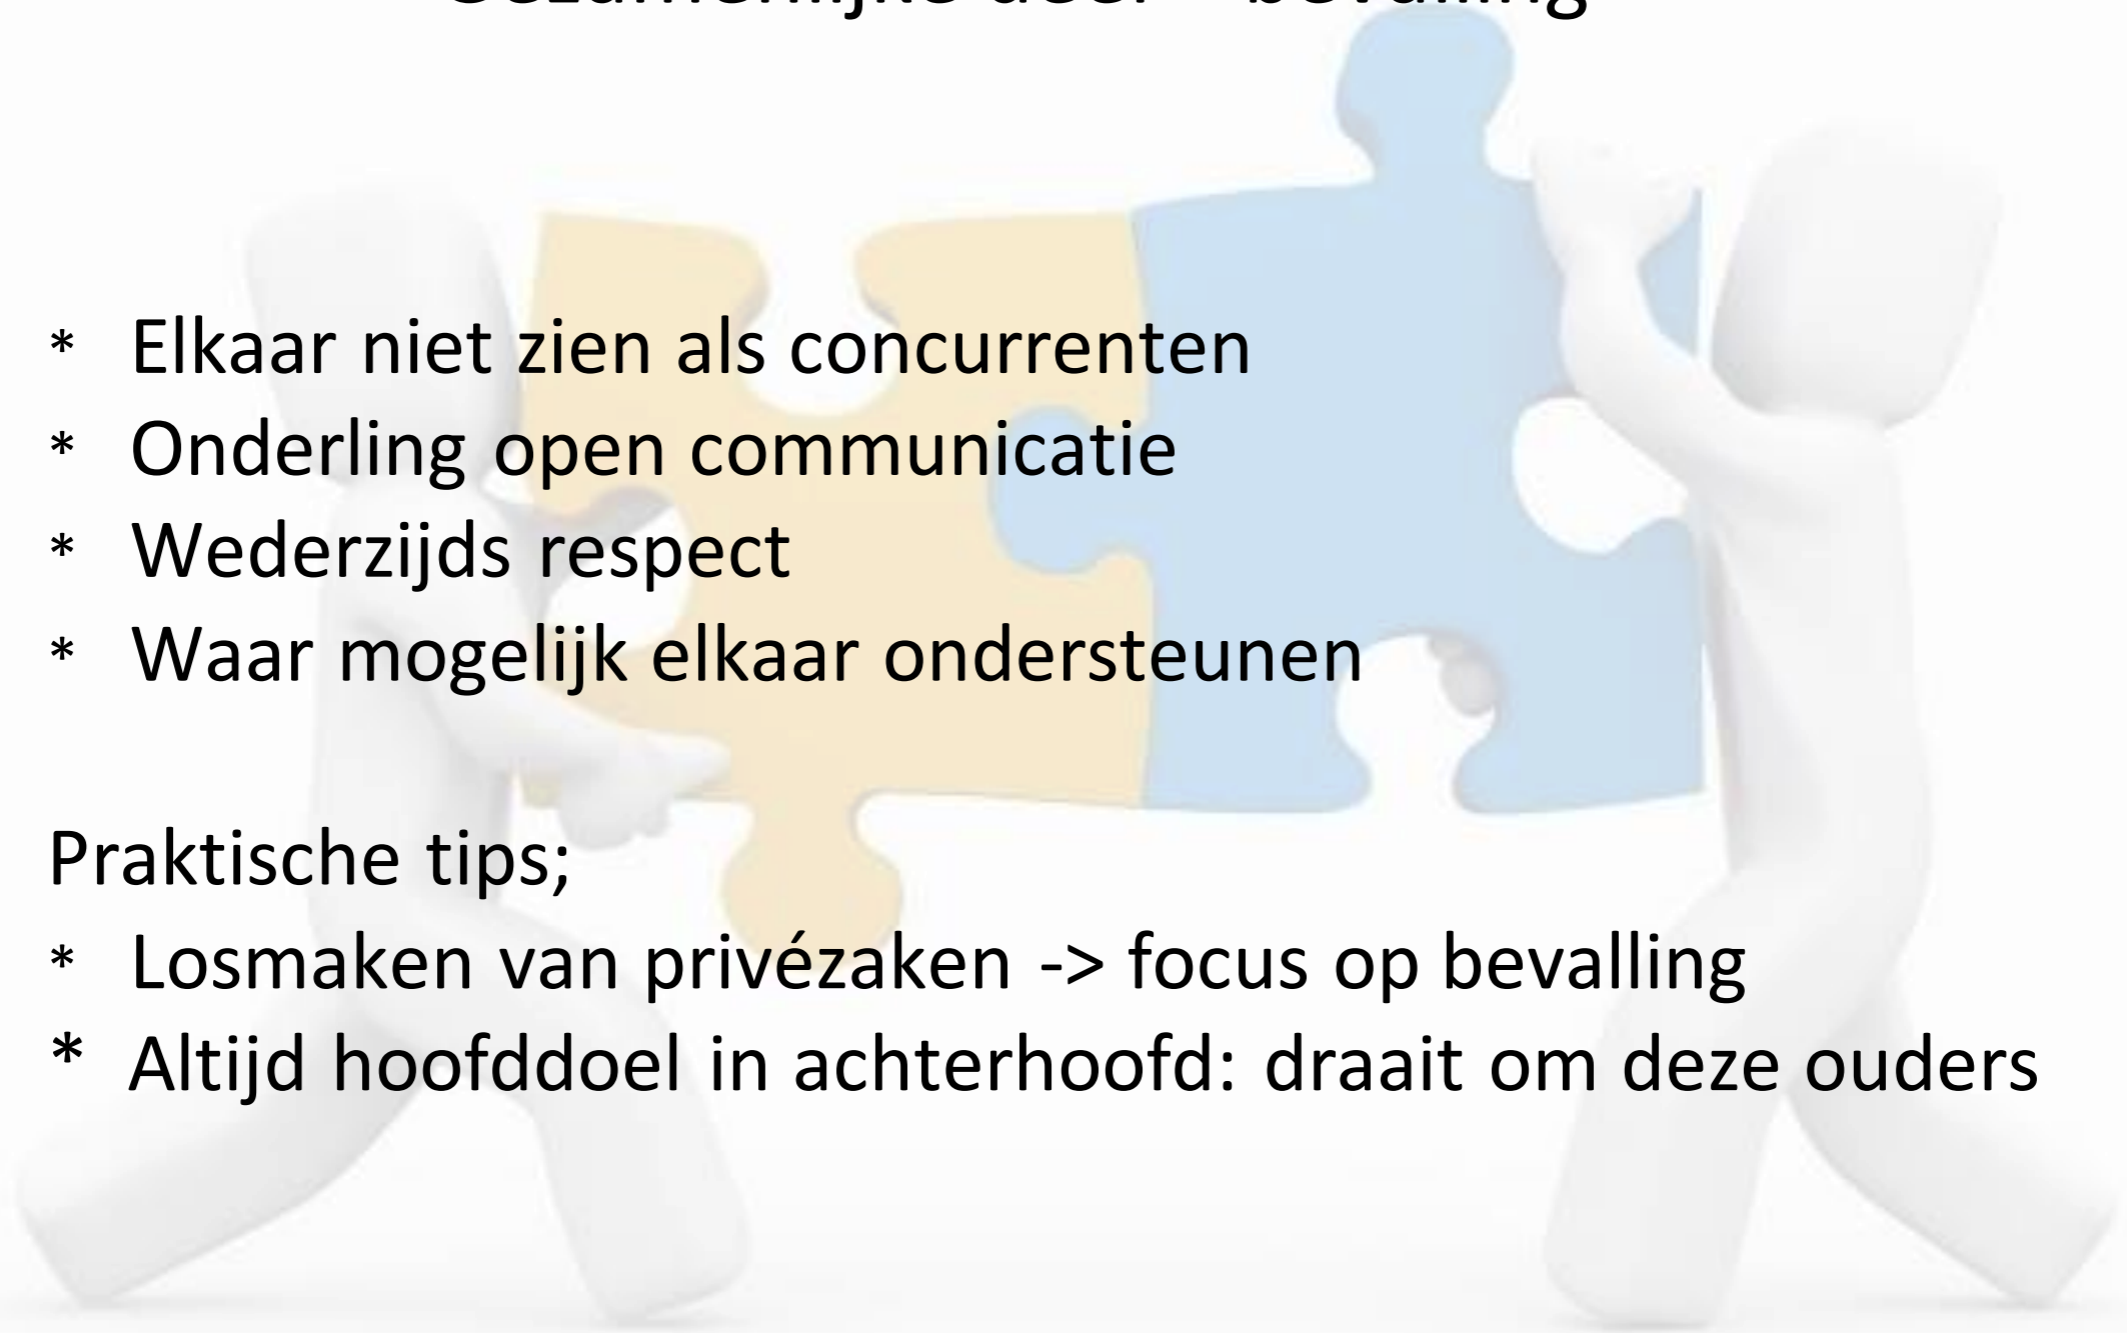 bevalling
* Elkaar niet zien als concurrenten
* Onderling open communicatie
* Wederzijds respect
* Waar mogelijk elkaar ondersteunen
Praktische tips;
* Losmaken van privézaken -> focus op bevalling
* Altijd hoofddoel in achterhoofd: draait om deze ouders